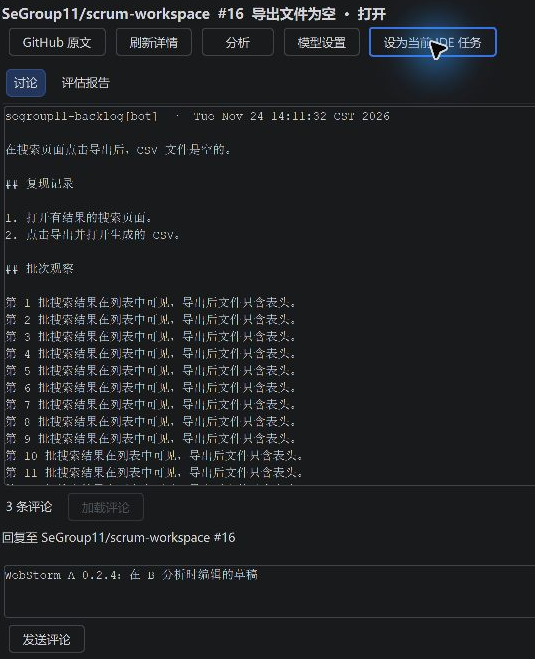 SeGroup11/scrum-workspace #16 导出文件为空 · 打开
GitHub 原文 刷新详情 分析 模型设置 设为当前 IDE 任务
讨论 评估报告
segroup11-backlog[bot] · Tue Nov 24 14:11:32 CST 2026
在搜索页面点击导出后，CSV 文件是空的。
## 复现记录
1. 打开有结果的搜索页面。
2. 点击导出并打开生成的 CSV。
## 批次观察
第 1 批搜索结果在列表中可见，导出后文件只含表头。
第 2 批搜索结果在列表中可见，导出后文件只含表头。
第 3 批搜索结果在列表中可见，导出后文件只含表头。
第 4 批搜索结果在列表中可见，导出后文件只含表头。
第 5 批搜索结果在列表中可见，导出后文件只含表头。
第 6 批搜索结果在列表中可见，导出后文件只含表头。
第 7 批搜索结果在列表中可见，导出后文件只含表头。
第 8 批搜索结果在列表中可见，导出后文件只含表头。
第 9 批搜索结果在列表中可见，导出后文件只含表头。
第 10 批搜索结果在列表中可见，导出后文件只含表头。
第 11 批搜索结果在列表中可见，导出后文件只含表头。
3 条评论 加载评论
回复至 SeGroup11/scrum-workspace #16
WebStorm A 0.2.4：在 B 分析时编辑的草稿
发送评论